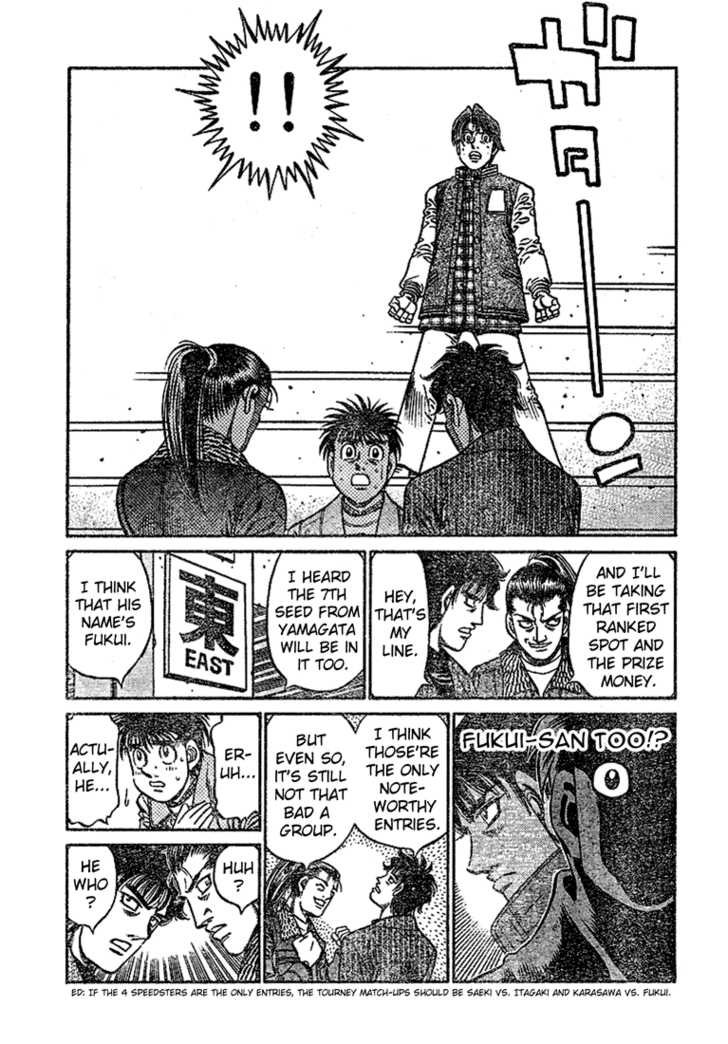 ガターン
!!
AND I'LL
BE TAKING
THAT FIRST
RANKED
SPOT AND
THE PRIZE
MONEY.
HEY,
THAT'S
MY
LINE.
I HEARD
THE 7TH
SEED FROM
YAMAGATA
WILL BE IN
IT TOO.
東
EAST
I THINK
THAT HIS
NAME'S
FUKUI.
FUKUI-SAN TOO!?
I THINK
THOSE'RE
THE ONLY
NOTE-
WORTHY
ENTRIES.
BUT
EVEN SO,
IT'S STILL
NOT THAT
BAD A
GROUP.
ER-
UH...
ACTU-
ALLY,
HE...
HUH
?
HE
WHO
?
ED: IF THE 4 SPEEDSTERS ARE THE ONLY ENTRIES, THE TOURNEY MATCH-UPS SHOULD BE SAEKI VS. ITAGAKI AND KARASAWA VS. FUKUI.